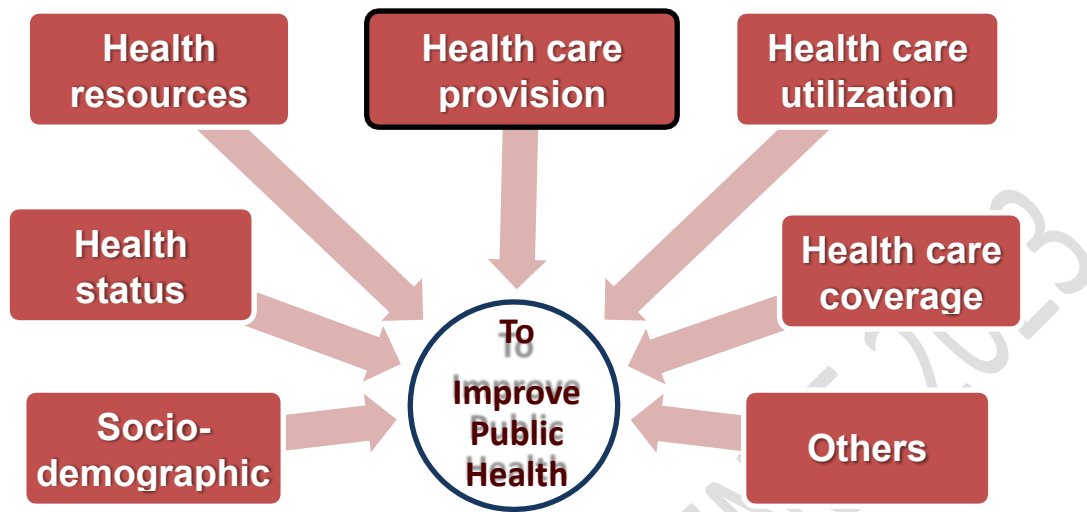 Health
resources
Health care
provision
Health care
utilization
Health
status
Health care
coverage
Socio-
demographic
To
Improve
Public
Health
Others